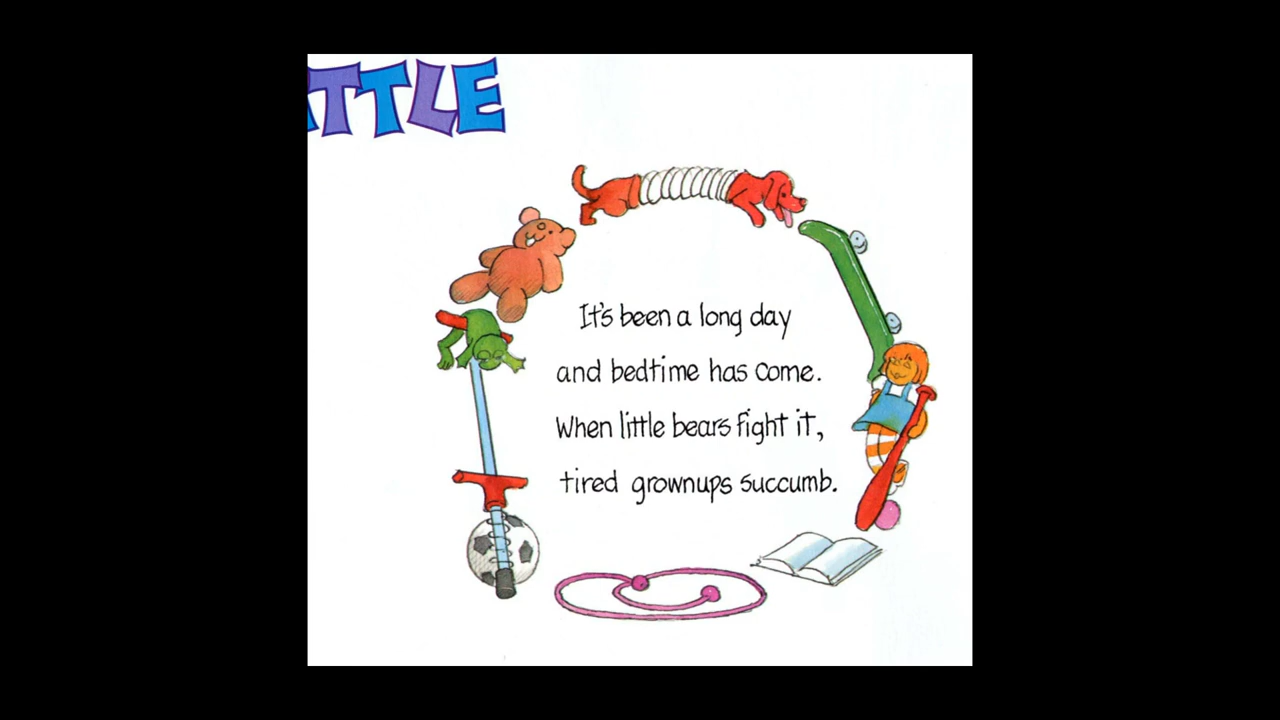 TTLE
It's been a long day
and bedtime has come.
When little bears fight it,
tired grownups succumb.